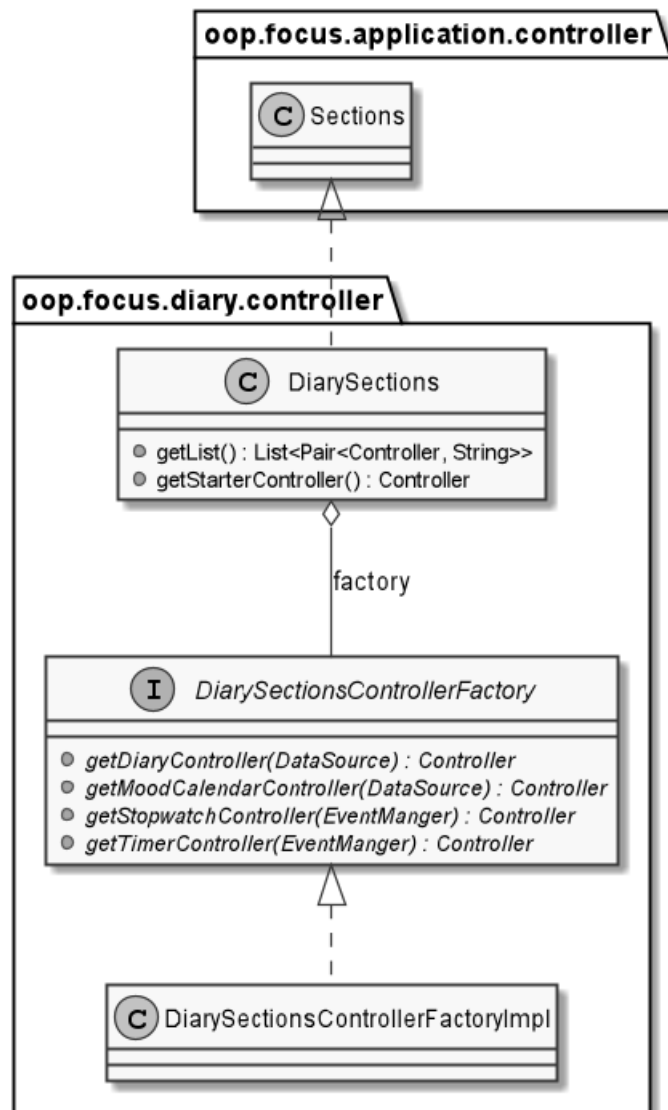 oop.focus.application.controller
C Sections
oop.focus.diary.controller
C DiarySections
getList() : List<Pair<Controller, String>>
getStarterController() : Controller
factory
I DiarySectionsControllerFactory
getDiaryController(DataSource) : Controller
getMoodCalendarController(DataSource) : Controller
getStopwatchController(EventManger) : Controller
getTimerController(EventManger) : Controller
C DiarySectionsControllerFactoryImpl